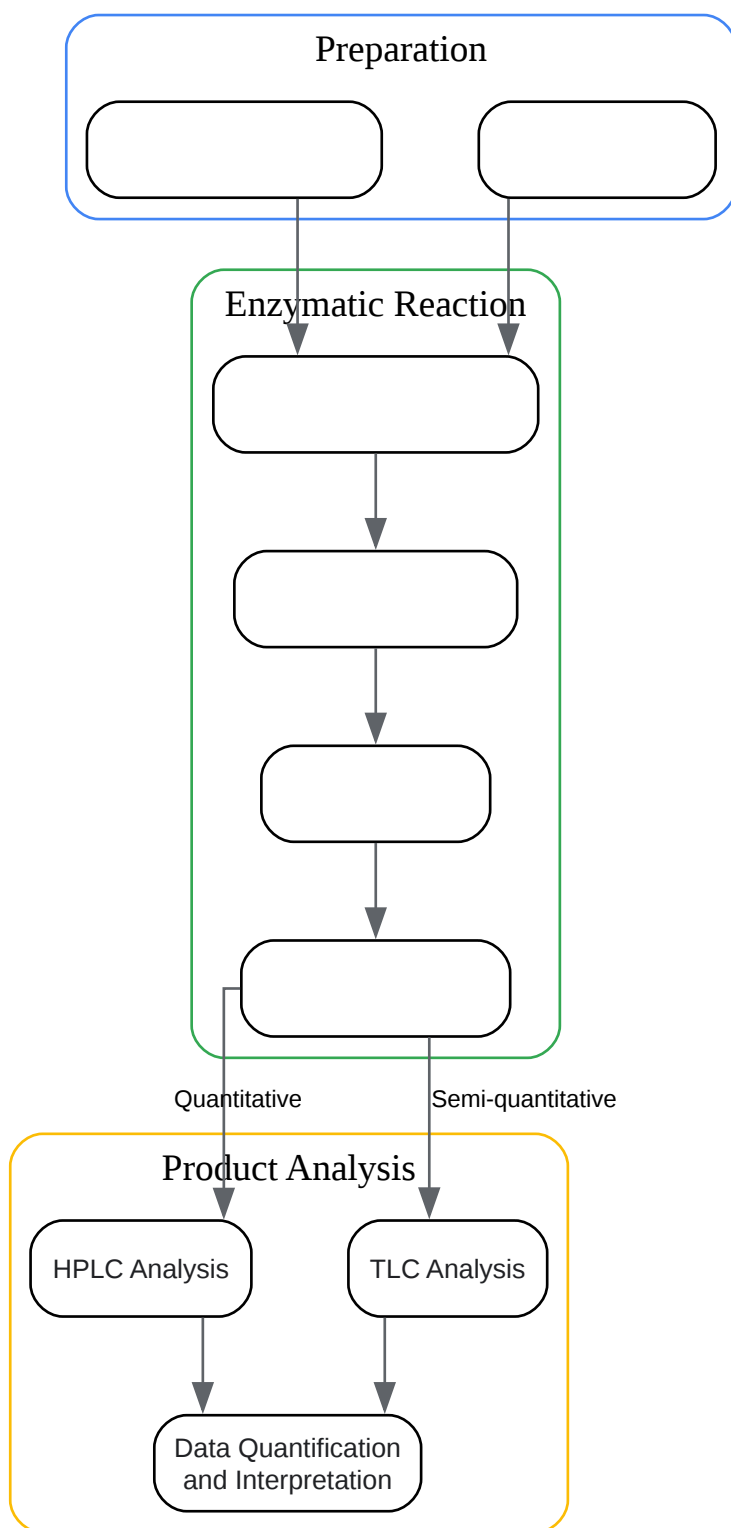 Preparation
Enzymatic Reaction
Quantitative
Semi-quantitative
Product Analysis
HPLC Analysis
TLC Analysis
Data Quantification
and Interpretation